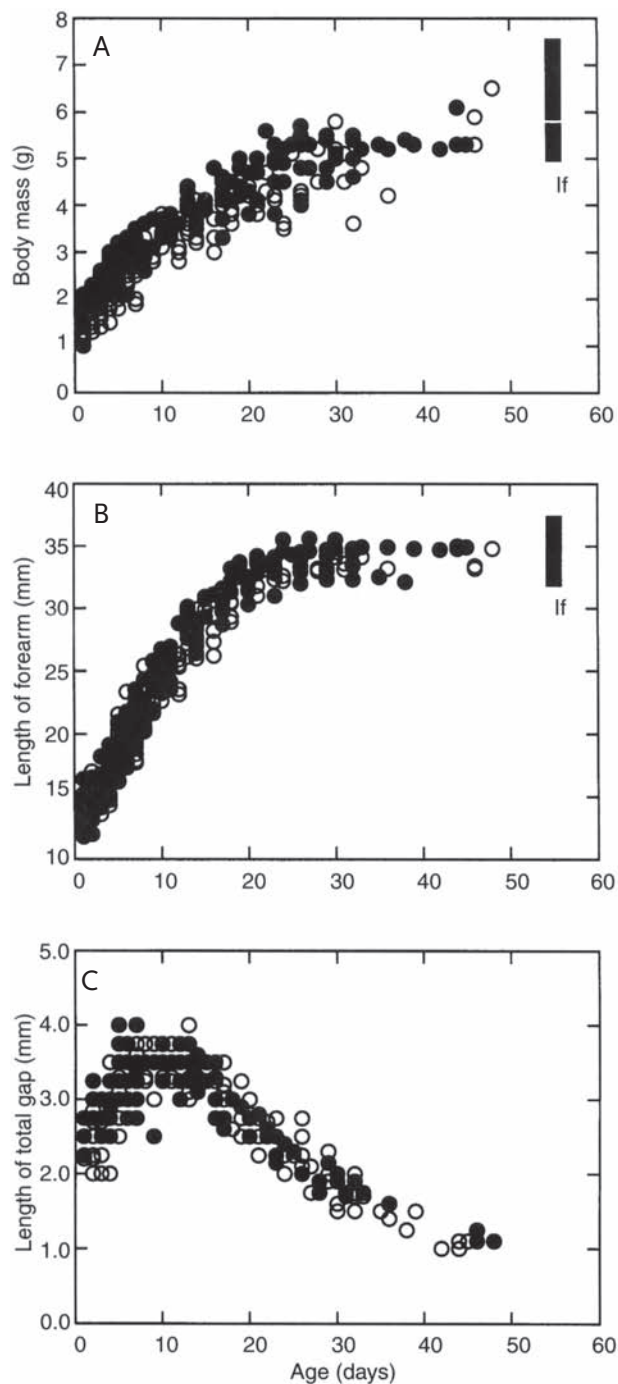 A
Body mass (g)
8
7
6
5
4
3
2
1
0
If
0 10 20 30 40 50 60
B
Length of forearm (mm)
40
35
30
25
20
15
10
If
0 10 20 30 40 50 60
C
Length of total gap (mm)
5.0
4.0
3.0
2.0
1.0
0.0
0 10 20 30 40 50 60
Age (days)